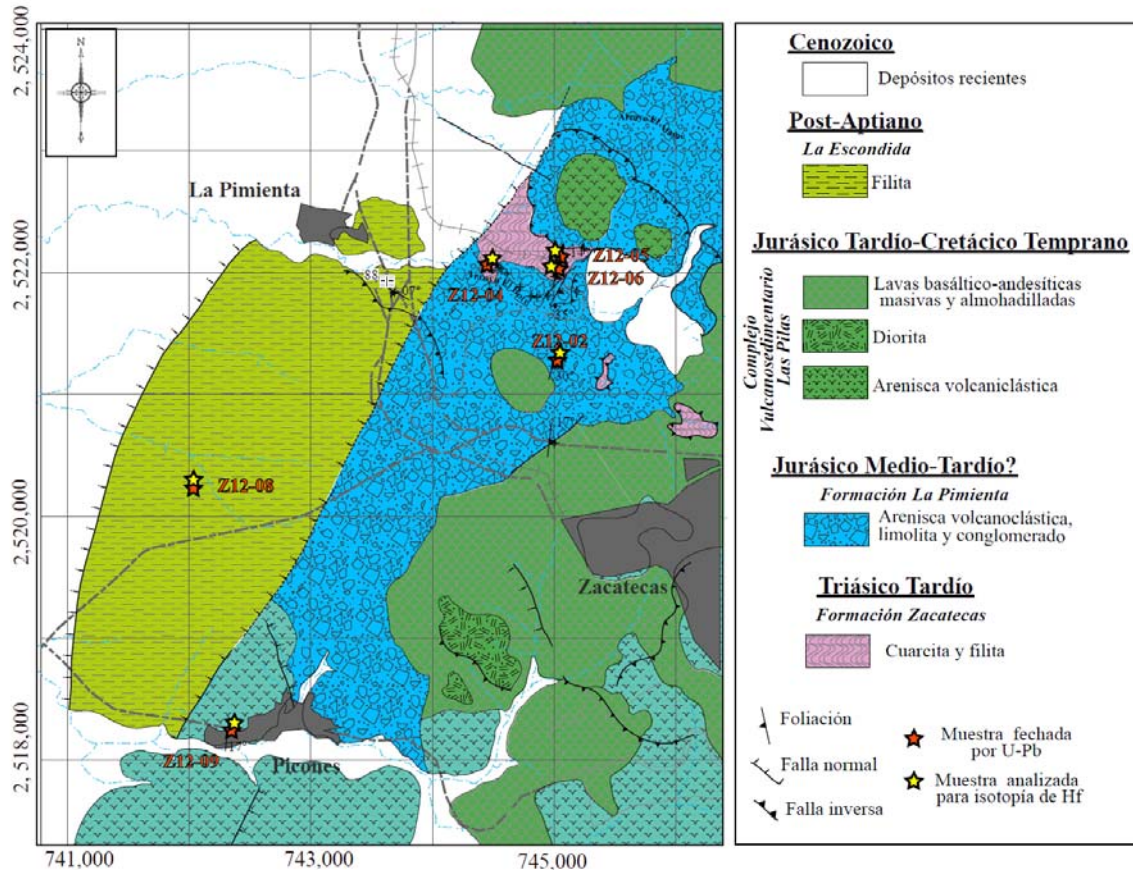 N
2,524,000
2,522,000
2,520,000
2,518,000
741,000
743,000
745,000
La Pimienta
Z12-05
Z12-06
Z12-04
Z12-02
Z12-08
Zacatecas
Z12-09
Picones
Cenozoico
Depósitos recientes
Post-Aptiano
La Escondida
Filita
Jurásico Tardío-Cretácico Temprano
Complejo
Vulcanosedimentario
Las Pilas
Lavas basáltico-andesíticas
masivas y almohadilladas
Diorita
Arenisca volcaniclástica
Jurásico Medio-Tardío?
Formación La Pimienta
Arenisca volcanoclástica,
limolita y conglomerado
Triásico Tardío
Formación Zacatecas
Cuarcita y filita
Foliación
Falla normal
Falla inversa
Muestra fechada
por U-Pb
Muestra analizada
para isotopía de Hf